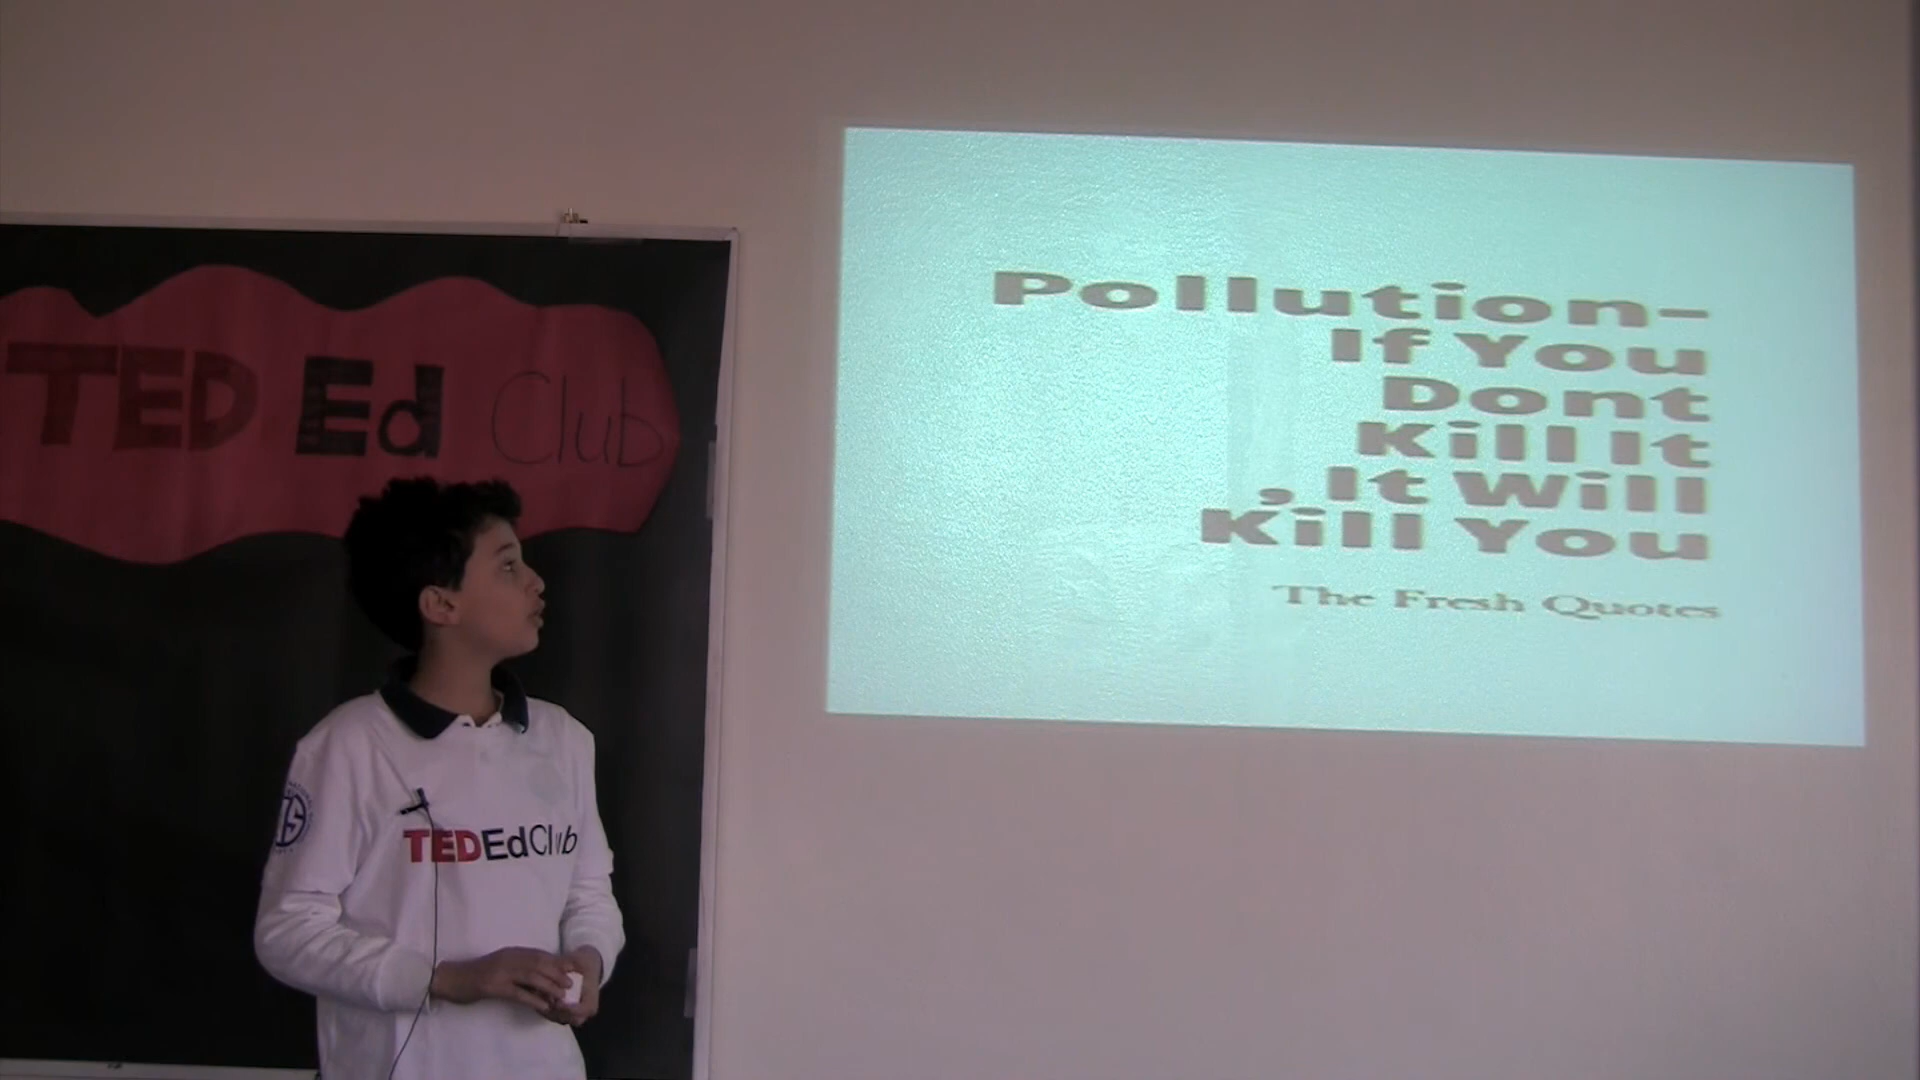 TED Ed Club
Pollution-
If You
Dont
Kill It
, It Will
Kill You
The Fresh Quotes
TEDEdClub